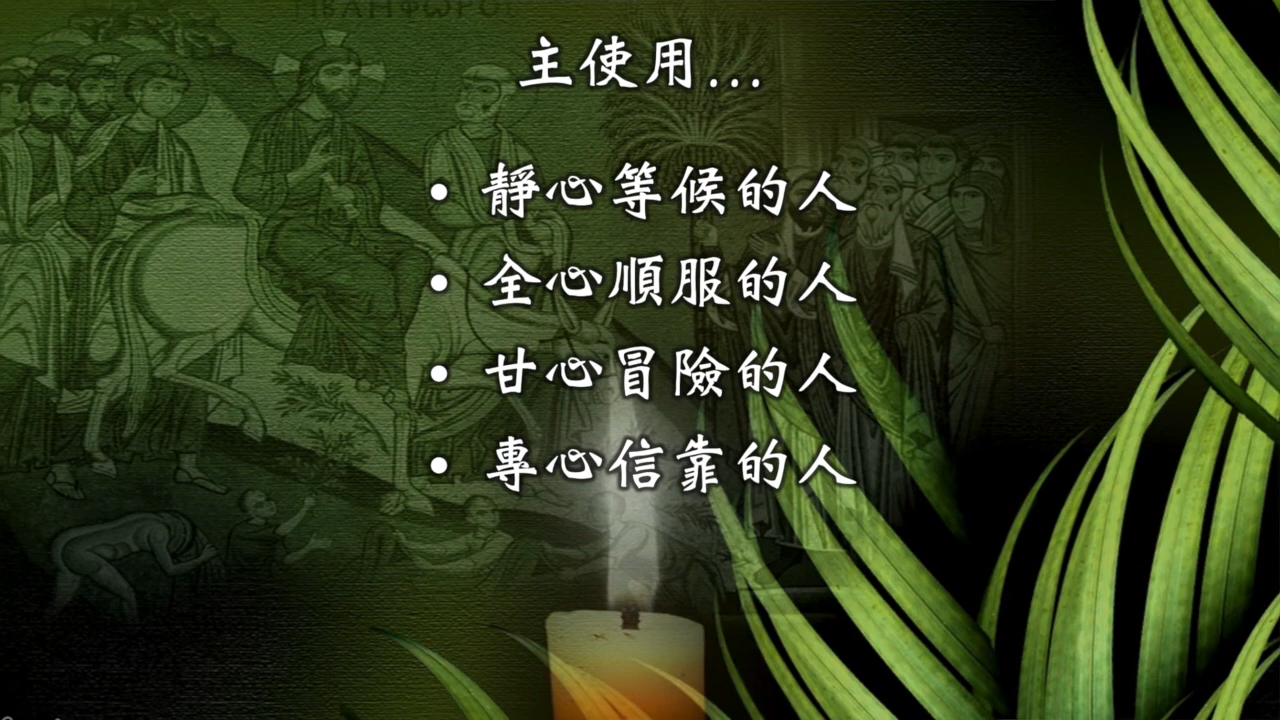 主使用...
• 靜心等候的人
• 全心順服的人
• 甘心冒險的人
• 專心信靠的人